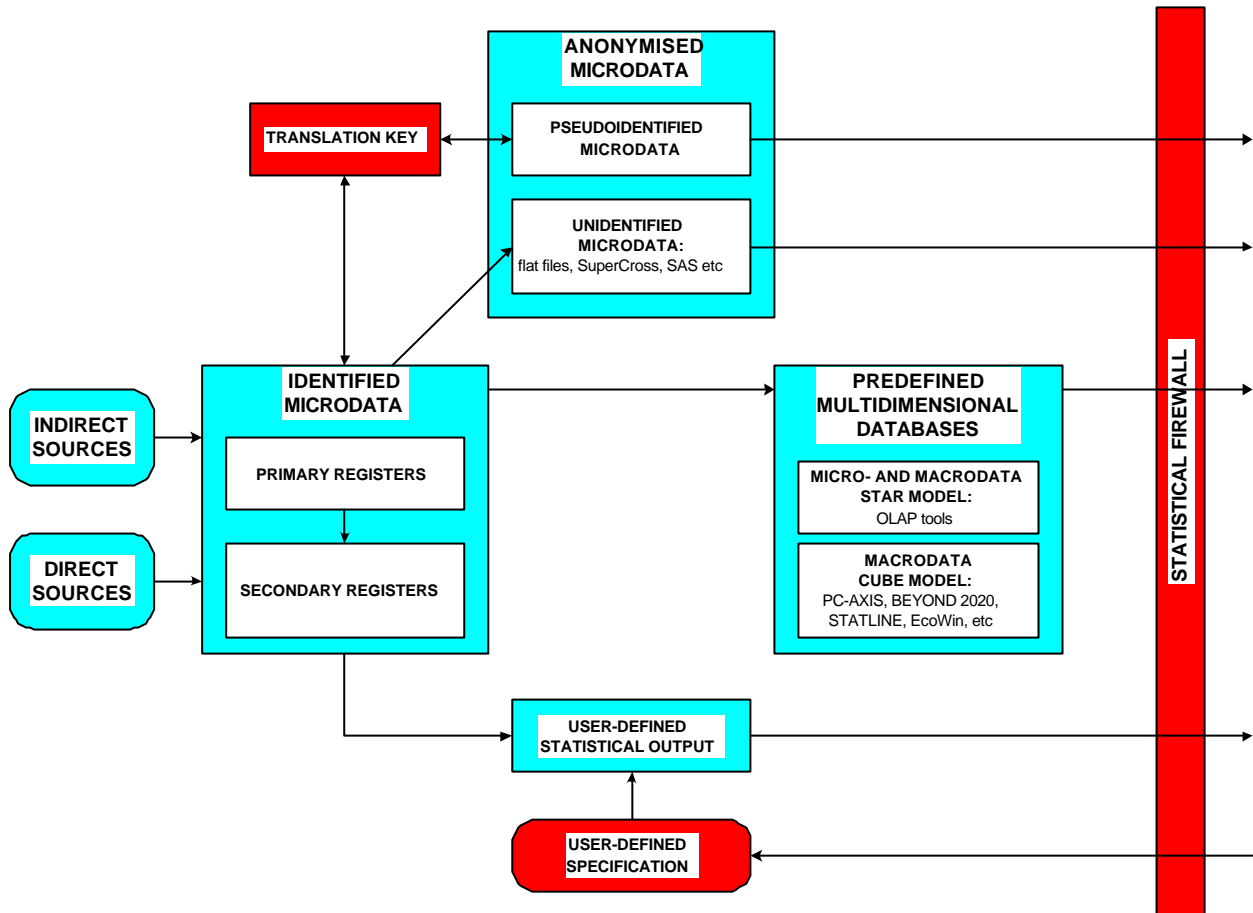 ANONYMISED
MICRODATA
TRANSLATION KEY
PSEUDOIDENTIFIED
MICRODATA
UNIDENTIFIED
MICRODATA:
flat files, SuperCross, SAS etc
IDENTIFIED
MICRODATA
PREDEFINED
MULTIDIMENSIONAL
DATABASES
INDIRECT
SOURCES
PRIMARY REGISTERS
MICRO- AND MACRODATA
STAR MODEL:
OLAP tools
DIRECT
SOURCES
SECONDARY REGISTERS
MACRODATA
CUBE MODEL:
PC-AXIS, BEYOND 2020,
STATLINE, EcoWin, etc
STATISTICAL FIREWALL
USER-DEFINED
STATISTICAL OUTPUT
USER-DEFINED
SPECIFICATION